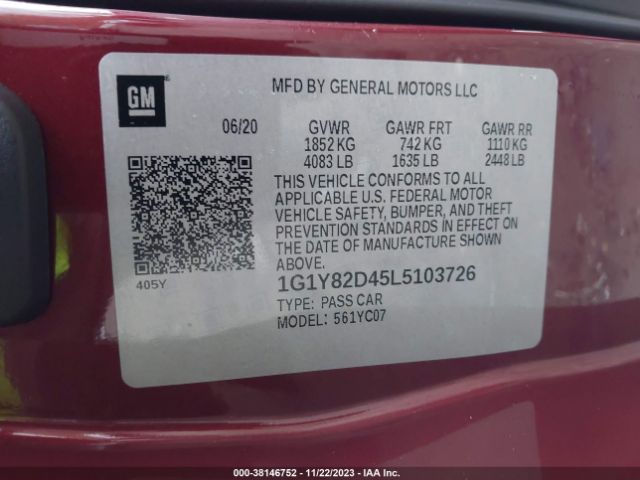 GM
®
MFD BY GENERAL MOTORS LLC
06/20 GVWR GAWR FRT GAWR RR
1852 KG 742 KG 1110 KG
4083 LB 1635 LB 2448 LB
THIS VEHICLE CONFORMS TO ALL
APPLICABLE U.S. FEDERAL MOTOR
VEHICLE SAFETY, BUMPER, AND THEFT
PREVENTION STANDARDS IN EFFECT ON
THE DATE OF MANUFACTURE SHOWN
ABOVE.
405Y
1G1Y82D45L5103726
TYPE: PASS CAR
MODEL: 561YC07
000-38146752 - 11/22/2023 - IAAI.COM